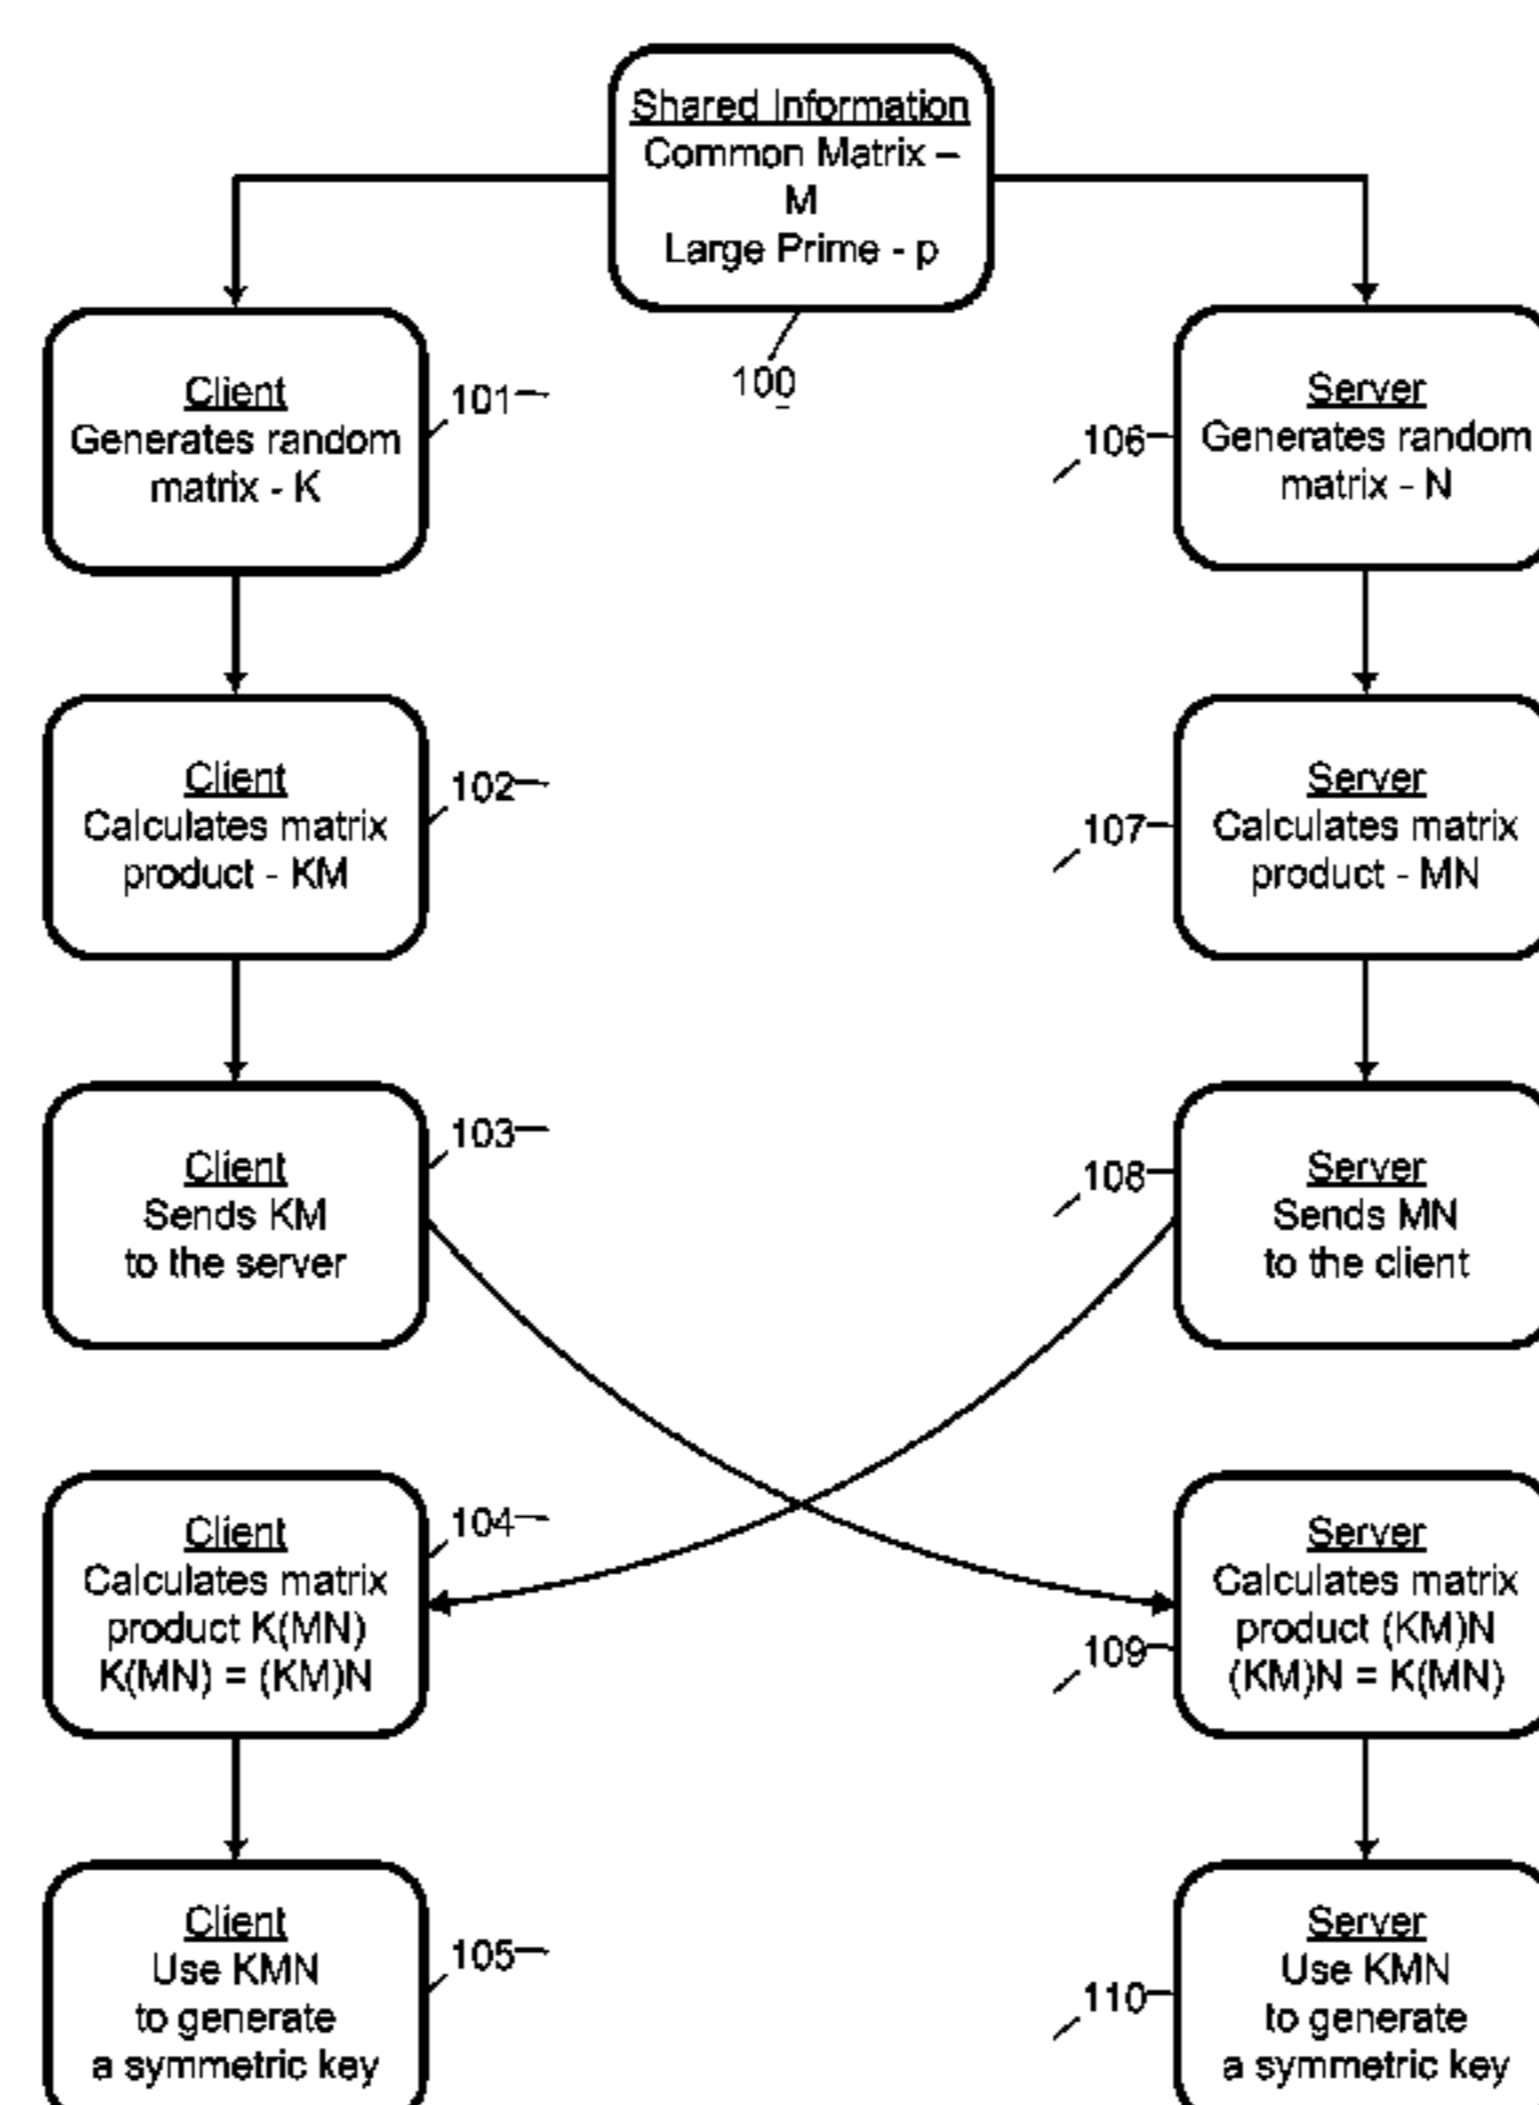 Shared Information
Common Matrix –
M
Large Prime - p
100
Client
Generates random
matrix - K
101
Server
Generates random
matrix - N
106
Client
Calculates matrix
product - KM
102
Server
Calculates matrix
product - MN
107
Client
Sends KM
to the server
103
Server
Sends MN
to the client
108
Client
Calculates matrix
product K(MN)
K(MN) = (KM)N
104
Server
Calculates matrix
product (KM)N
(KM)N = K(MN)
109
Client
Use KMN
to generate
a symmetric key
105
Server
Use KMN
to generate
a symmetric key
110